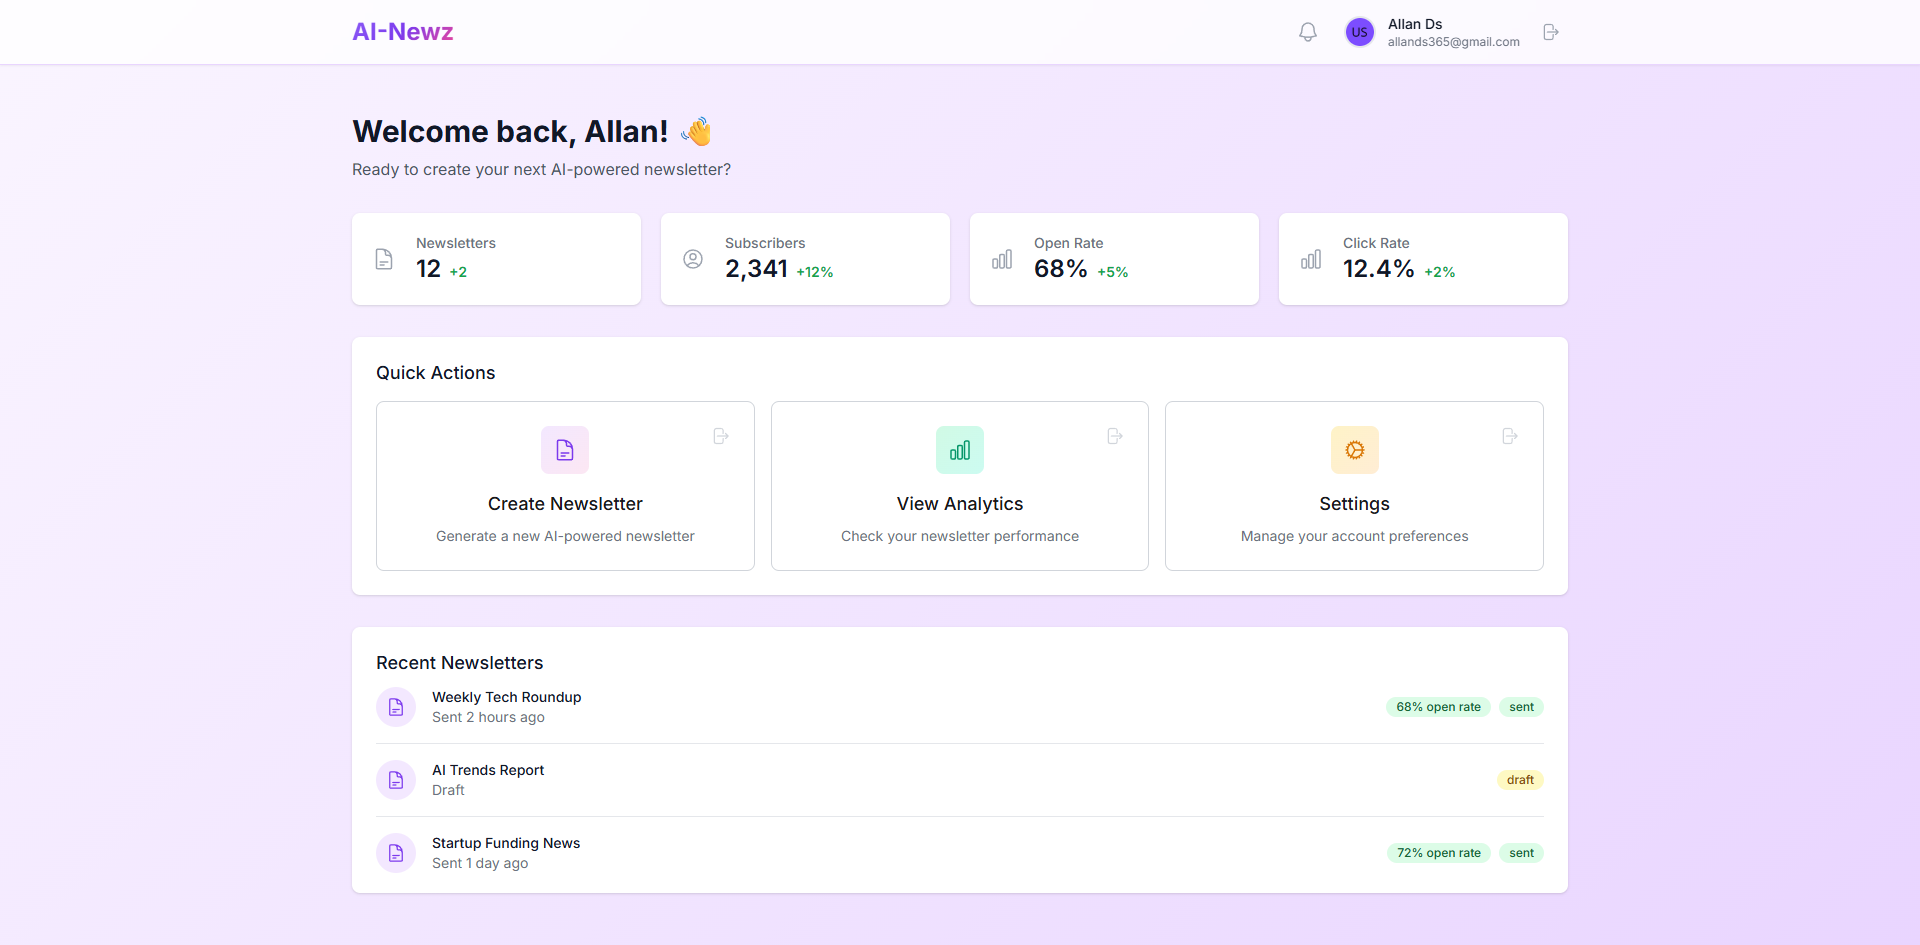 AI-Newz
US
Allan Ds
allands365@gmail.com
Welcome back, Allan! 👋
Ready to create your next AI-powered newsletter?
Newsletters
12 +2
Subscribers
2,341 +12%
Open Rate
68% +5%
Click Rate
12.4% +2%
Quick Actions
Create Newsletter
Generate a new AI-powered newsletter
View Analytics
Check your newsletter performance
Settings
Manage your account preferences
Recent Newsletters
Weekly Tech Roundup
Sent 2 hours ago
68% open rate sent
AI Trends Report
Draft
draft
Startup Funding News
Sent 1 day ago
72% open rate sent